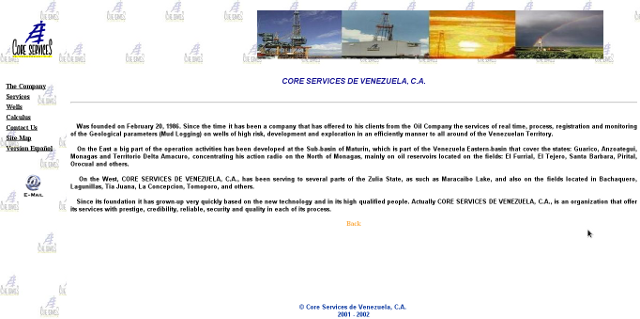 CORE SERVICES
CORE SERVICES DE VENEZUELA, C.A.
The Company
Services
Wells
Calculus
Contact Us
Site Map
Version Español
E-MAIL
Was founded on February 20, 1986. Since the time it has been a company that has offered to his clients from the Oil Company the services of real time, process, registration and monitoring
of the Geological parameters (Mud Logging) on wells of high risk, development and exploration in an efficiently manner to all around of the Venezuelan Territory.
On the East a big part of the operation activities has been developed at the Sub-basin of Maturin, which is part of the Venezuela Eastern basin that cover the states: Guarico, Anzoategui,
Monagas and Territorio Delta Amacuro, concentrating his action radio on the North of Monagas, mainly on oil reservoirs located on the fields: El Furrial, El Tejero, Santa Barbara, Pirital,
Orocual and others.
On the West, CORE SERVICES DE VENEZUELA, C.A., has been serving to several parts of the Zulia State, as such as Maracaibo Lake, and also on the fields located in Bachaquero,
Lagunillas, Tia Juana, La Concepcion, Tomoporo, and others.
Since its foundation it has grown-up very quickly based on the new technology and in its high qualified people. Actually CORE SERVICES DE VENEZUELA, C.A., is an organization that offer
its services with prestige, credibility, reliable, security and quality in each of its process.
Back
© Core Services de Venezuela, C.A.
2001 - 2002